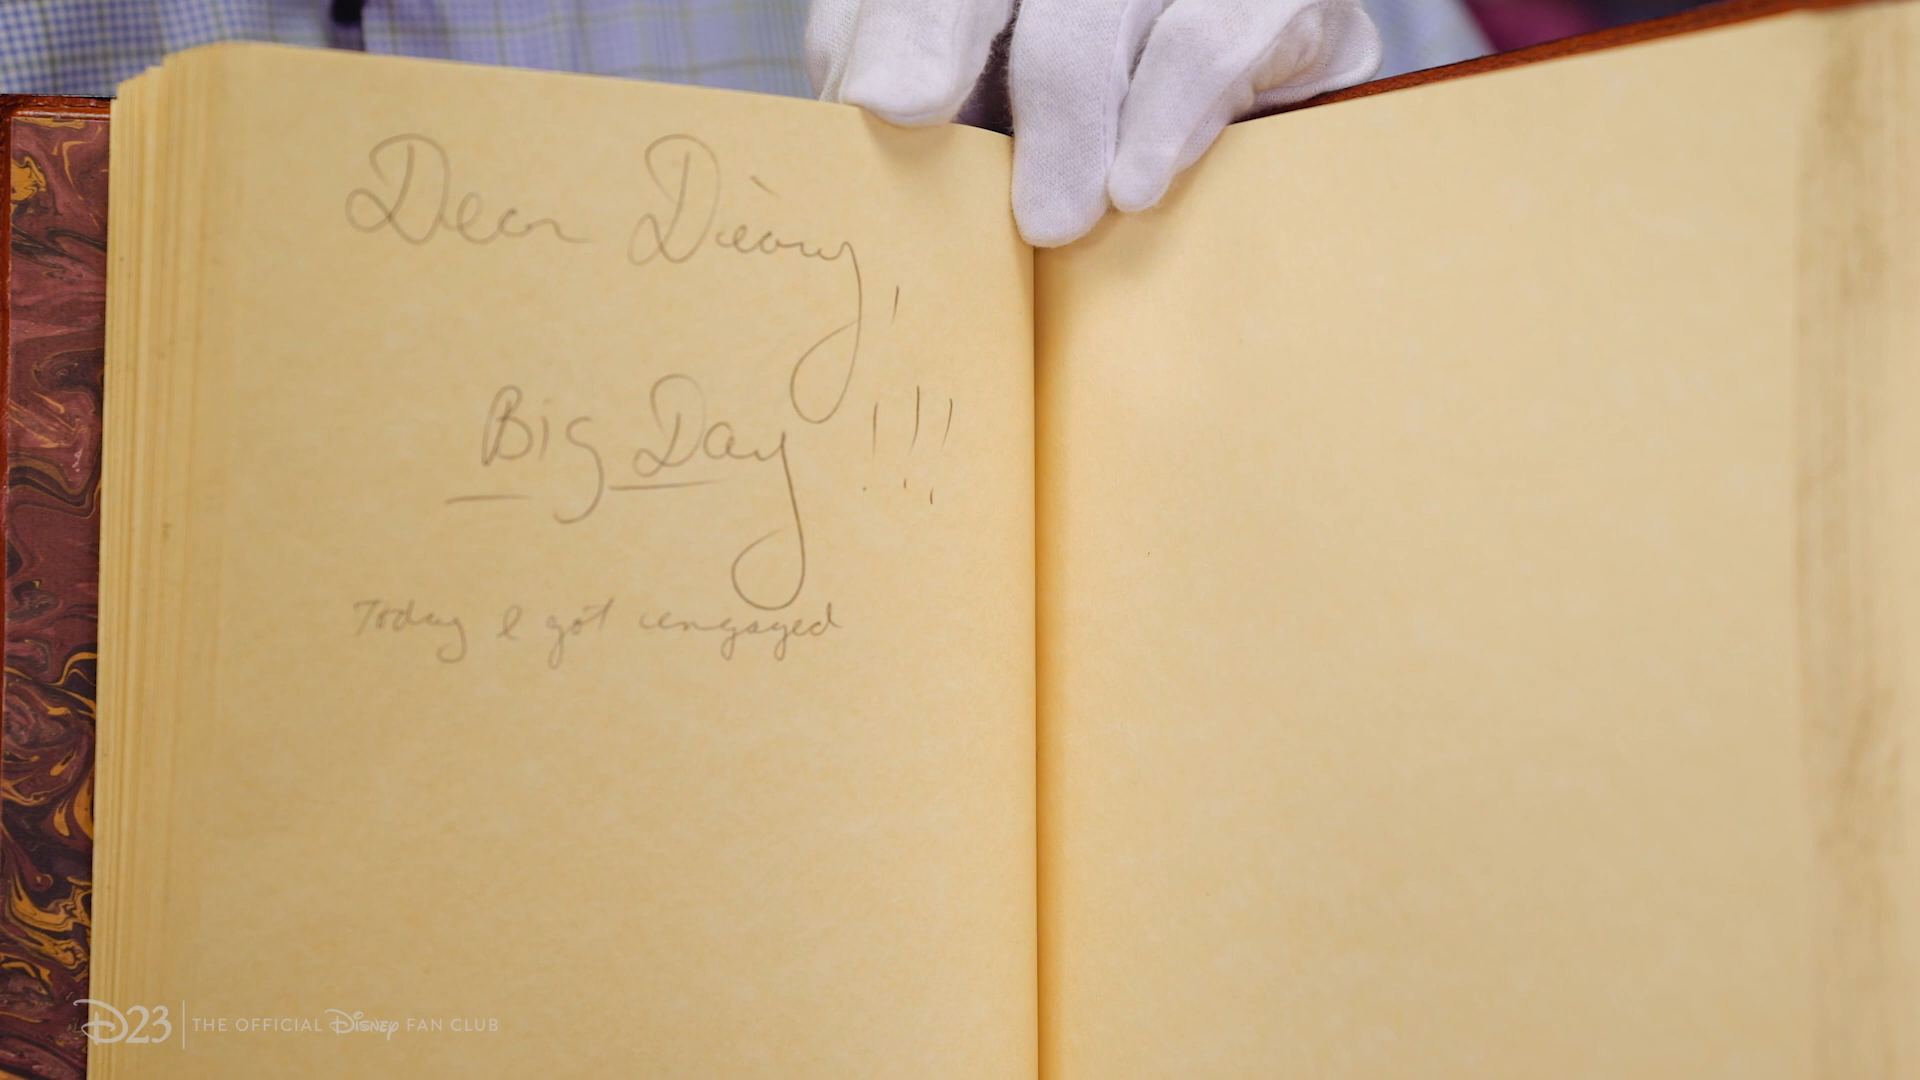 Dear Diary,
Big Day !!!
Today I got engaged
D23 | THE OFFICIAL Disney FAN CLUB